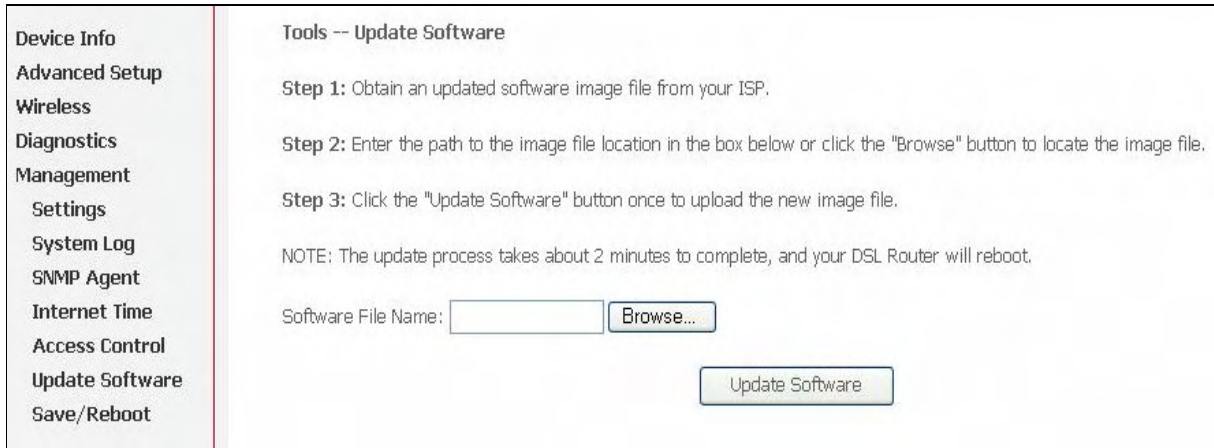 Device Info
Advanced Setup
Wireless
Diagnostics
Management
Settings
System Log
SNMP Agent
Internet Time
Access Control
Update Software
Save/Reboot
Tools -- Update Software
Step 1: Obtain an updated software image file from your ISP.
Step 2: Enter the path to the image file location in the box below or click the "Browse" button to locate the image file.
Step 3: Click the "Update Software" button once to upload the new image file.
NOTE: The update process takes about 2 minutes to complete, and your DSL Router will reboot.
Software File Name: Browse...
Update Software